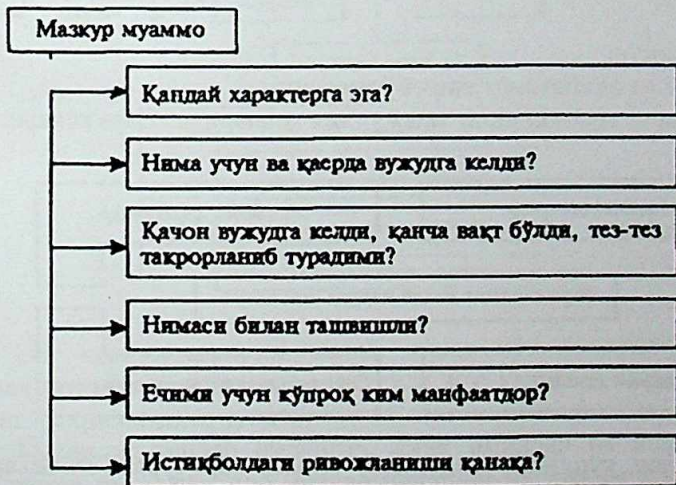 Мазкур муаммо
Қандай характерга эга?
Нима учун ва қаерда вужудга келди?
Қачон вужудга келди, қанча вақт бўлди, тез-тез
такрорланиб турадими?
Нимаси билан ташвишли?
Ечими учун кўпроқ ким манфаатдор?
Истиқболдаги ривожланиши қанақа?